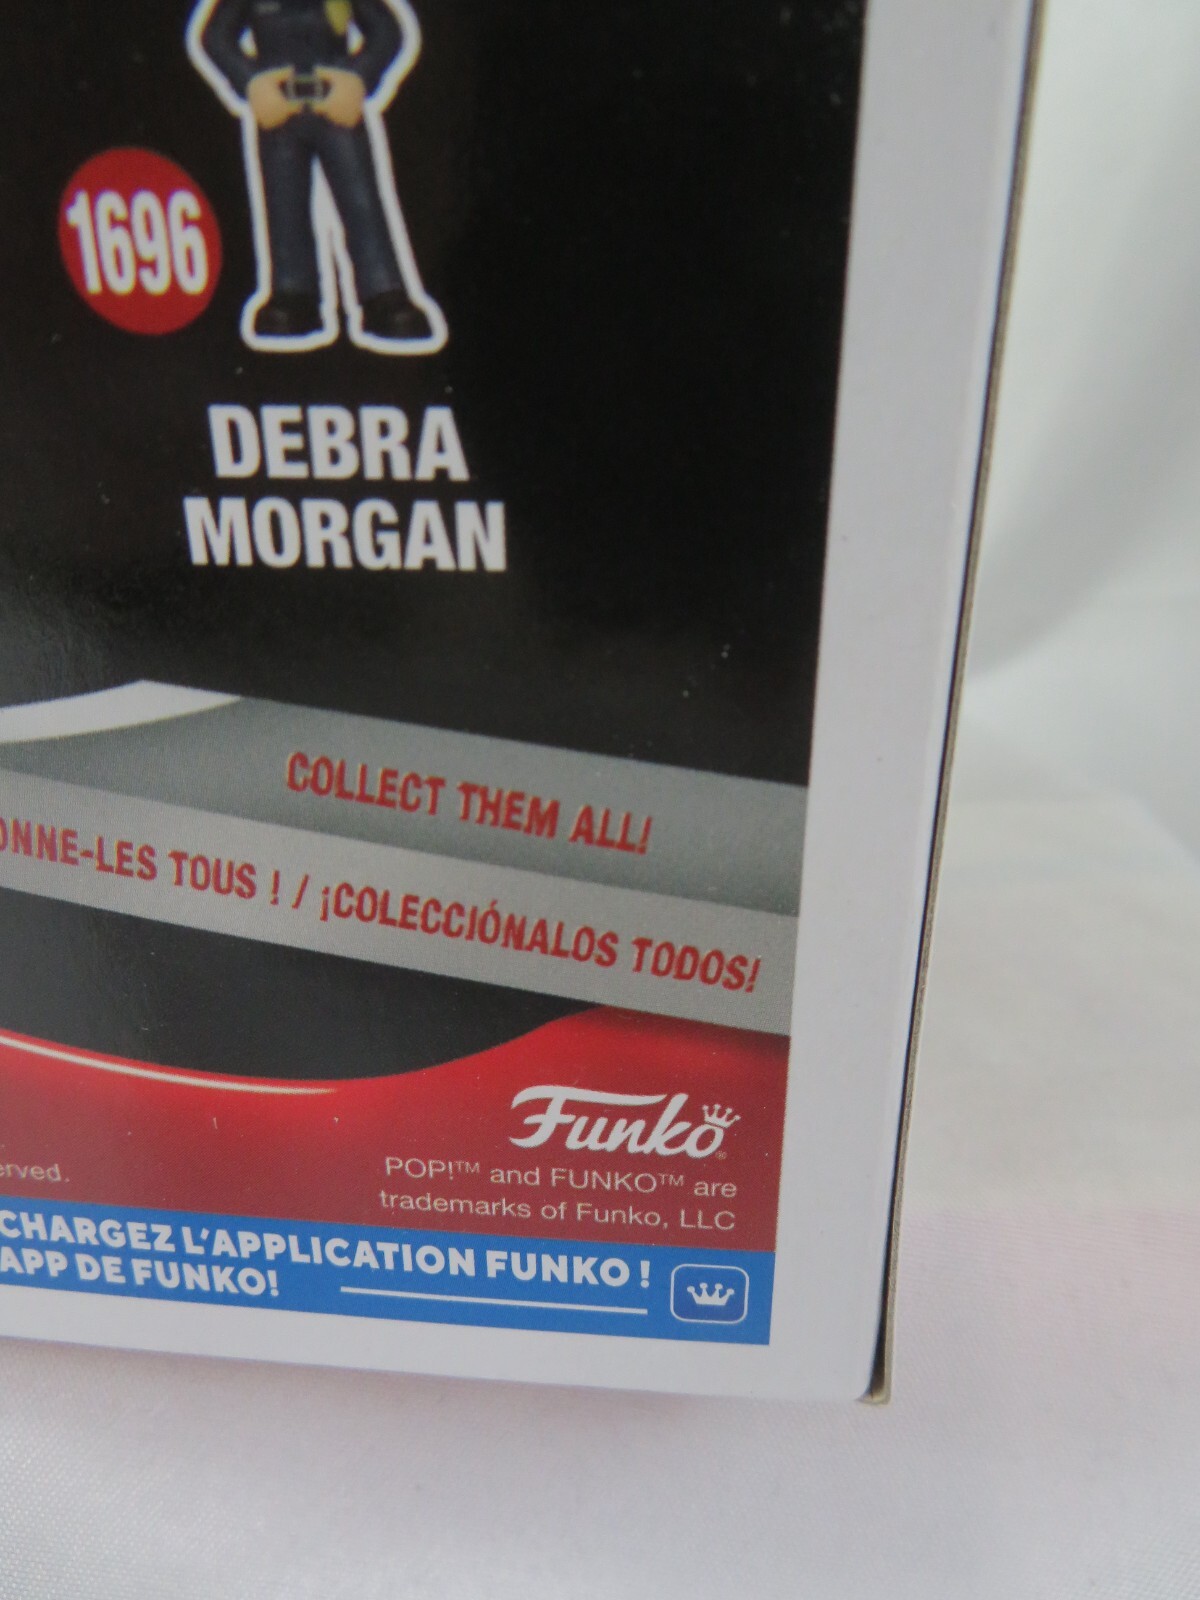 1696
DEBRA
MORGAN
COLLECT THEM ALL!
ONNE-LES TOUS ! / ¡COLECCIÓNALOS TODOS!
Funko®
erved.
POP!™ and FUNKO™ are
trademarks of Funko, LLC
CHARGEZ L'APPLICATION FUNKO !
APP DE FUNKO!